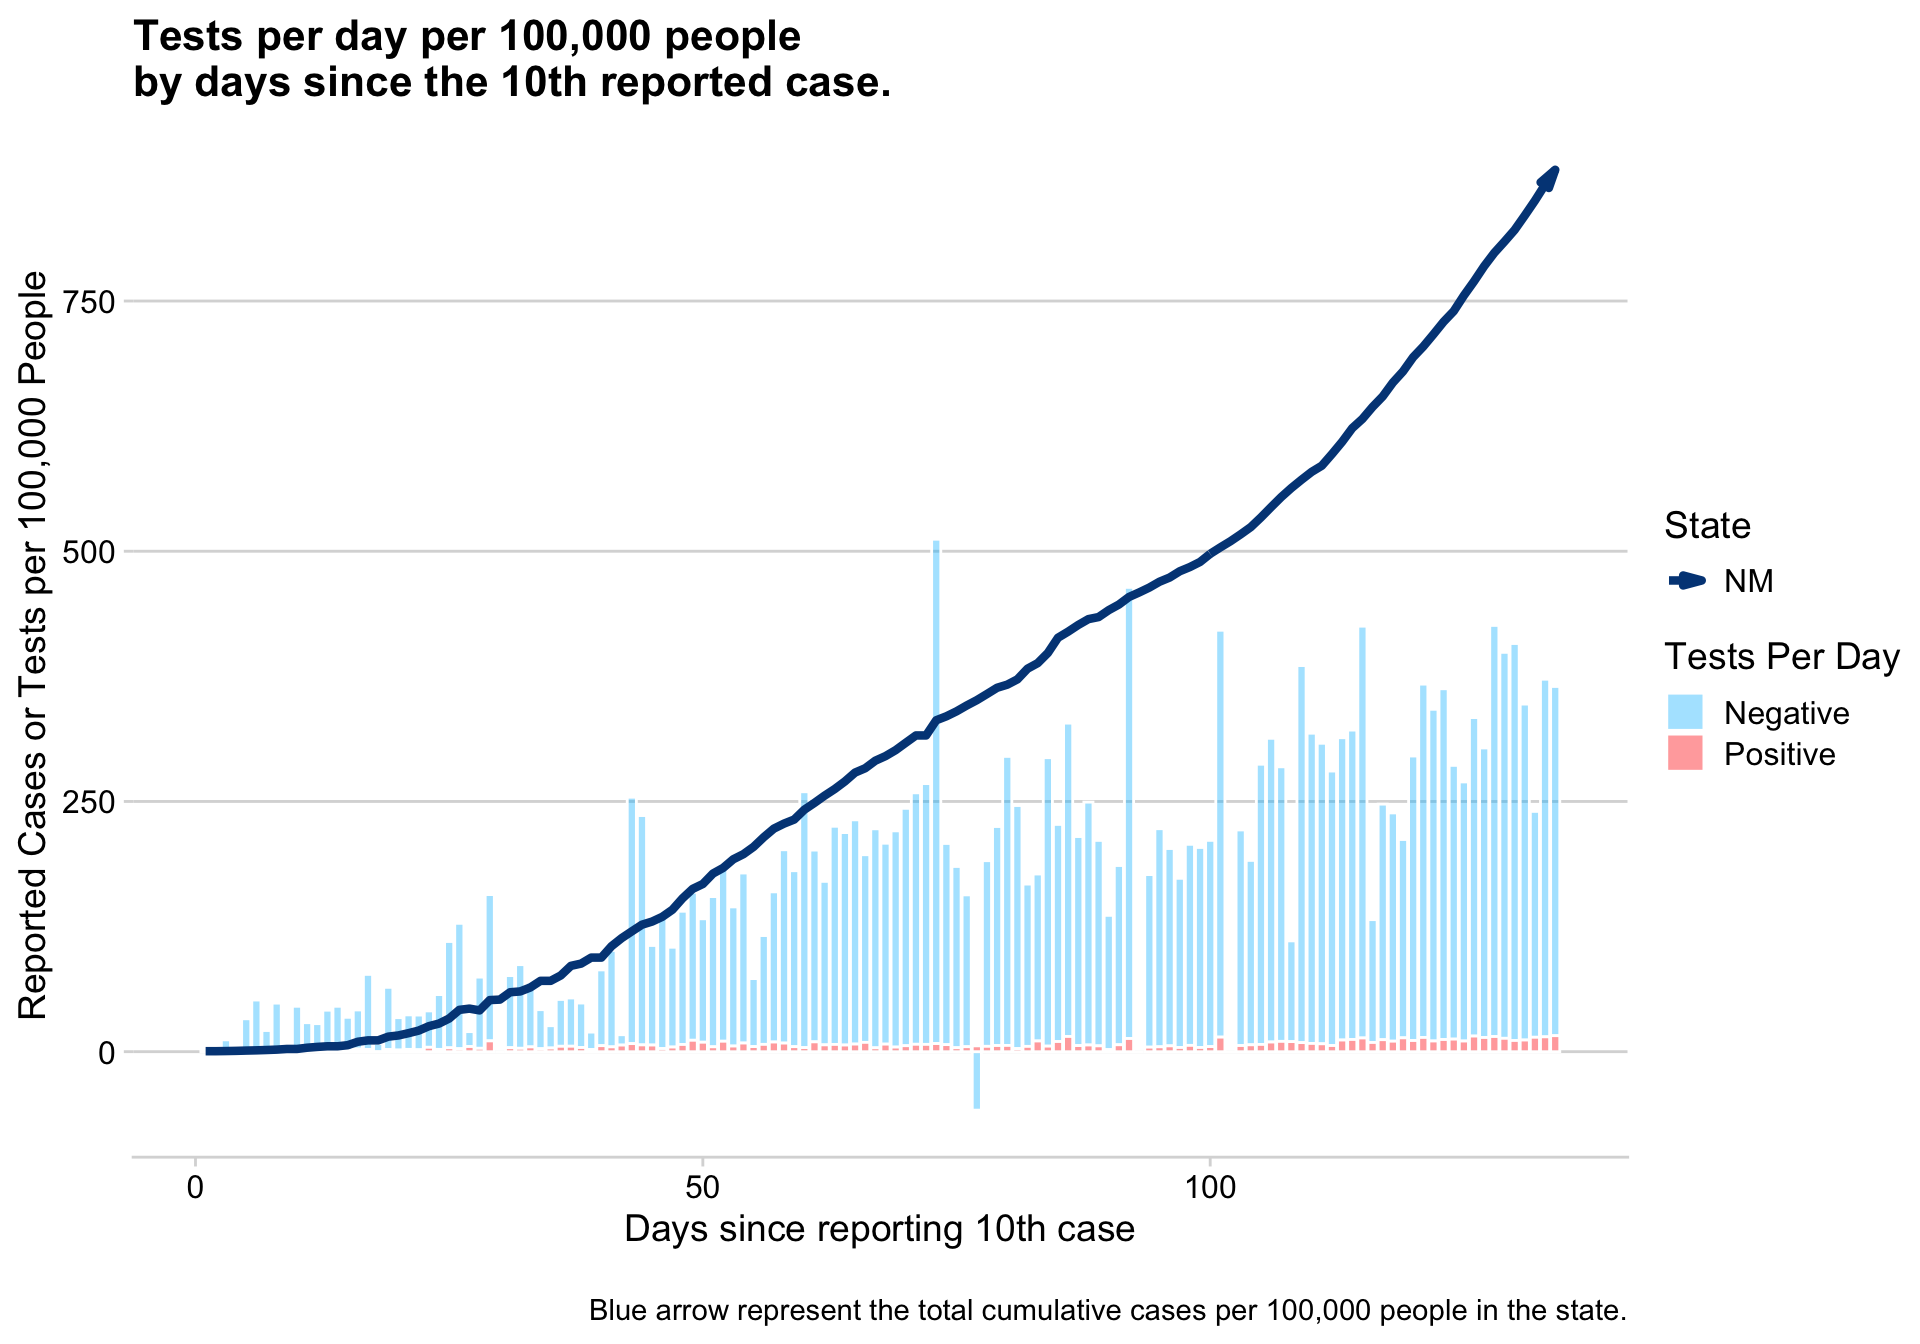 Tests per day per 100,000 people
by days since the 10th reported case.
Reported Cases or Tests per 100,000 People
750
500
250
0
0
50
100
Days since reporting 10th case
State
NM
Tests Per Day
Negative
Positive
Blue arrow represent the total cumulative cases per 100,000 people in the state.